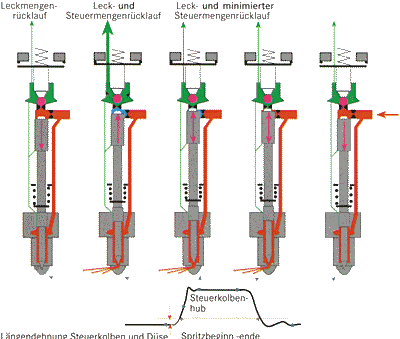 Leckmengen-
rücklauf
Leck- und
Steuermengenrücklauf
Leck- und minimierter
Steuermengenrücklauf
Steuerkolben-
hub
Längendehnung Steuerkolben und Düse
Spritzbeginn -ende